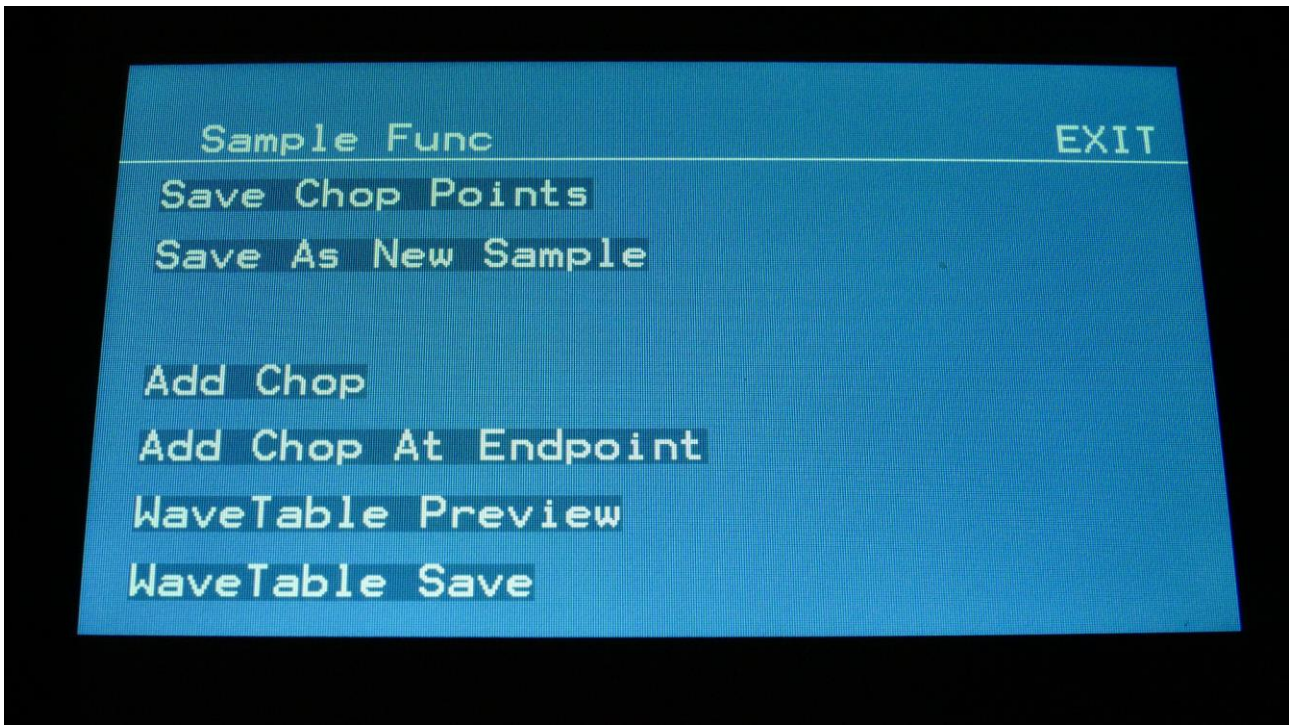 Sample Func EXIT
Save Chop Points
Save As New Sample
Add Chop
Add Chop At Endpoint
WaveTable Preview
WaveTable Save